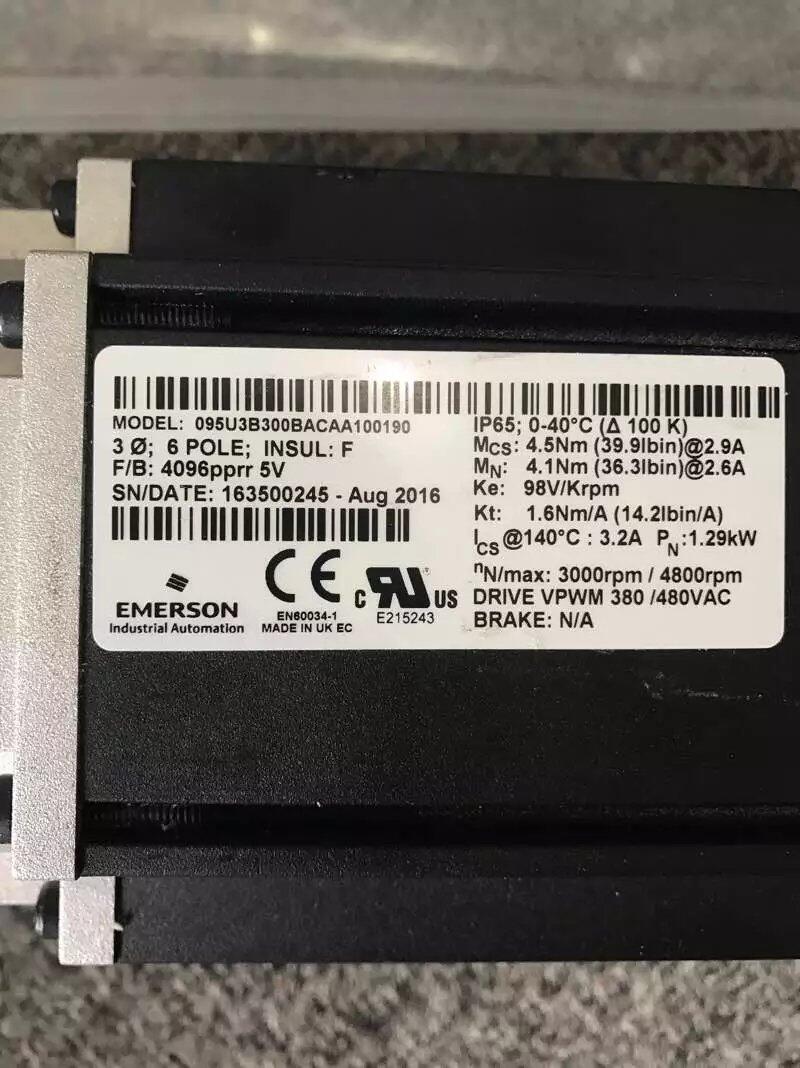 MODEL: 095U3B300BACAA100190
3 Ø; 6 POLE; INSUL: F
F/B: 4096pprr 5V
SN/DATE: 163500245 - Aug 2016
EMERSON
Industrial Automation
CE
EN60034-1
MADE IN UK EC
c RU US
E215243
IP65; 0-40°C (Δ 100 K)
MCS: 4.5Nm (39.9lbin)@2.9A
MN: 4.1Nm (36.3lbin)@2.6A
Ke: 98V/Krpm
Kt: 1.6Nm/A (14.2lbin/A)
ICS @140°C : 3.2A PN:1.29kW
nN/max: 3000rpm / 4800rpm
DRIVE VPWM 380 /480VAC
BRAKE: N/A